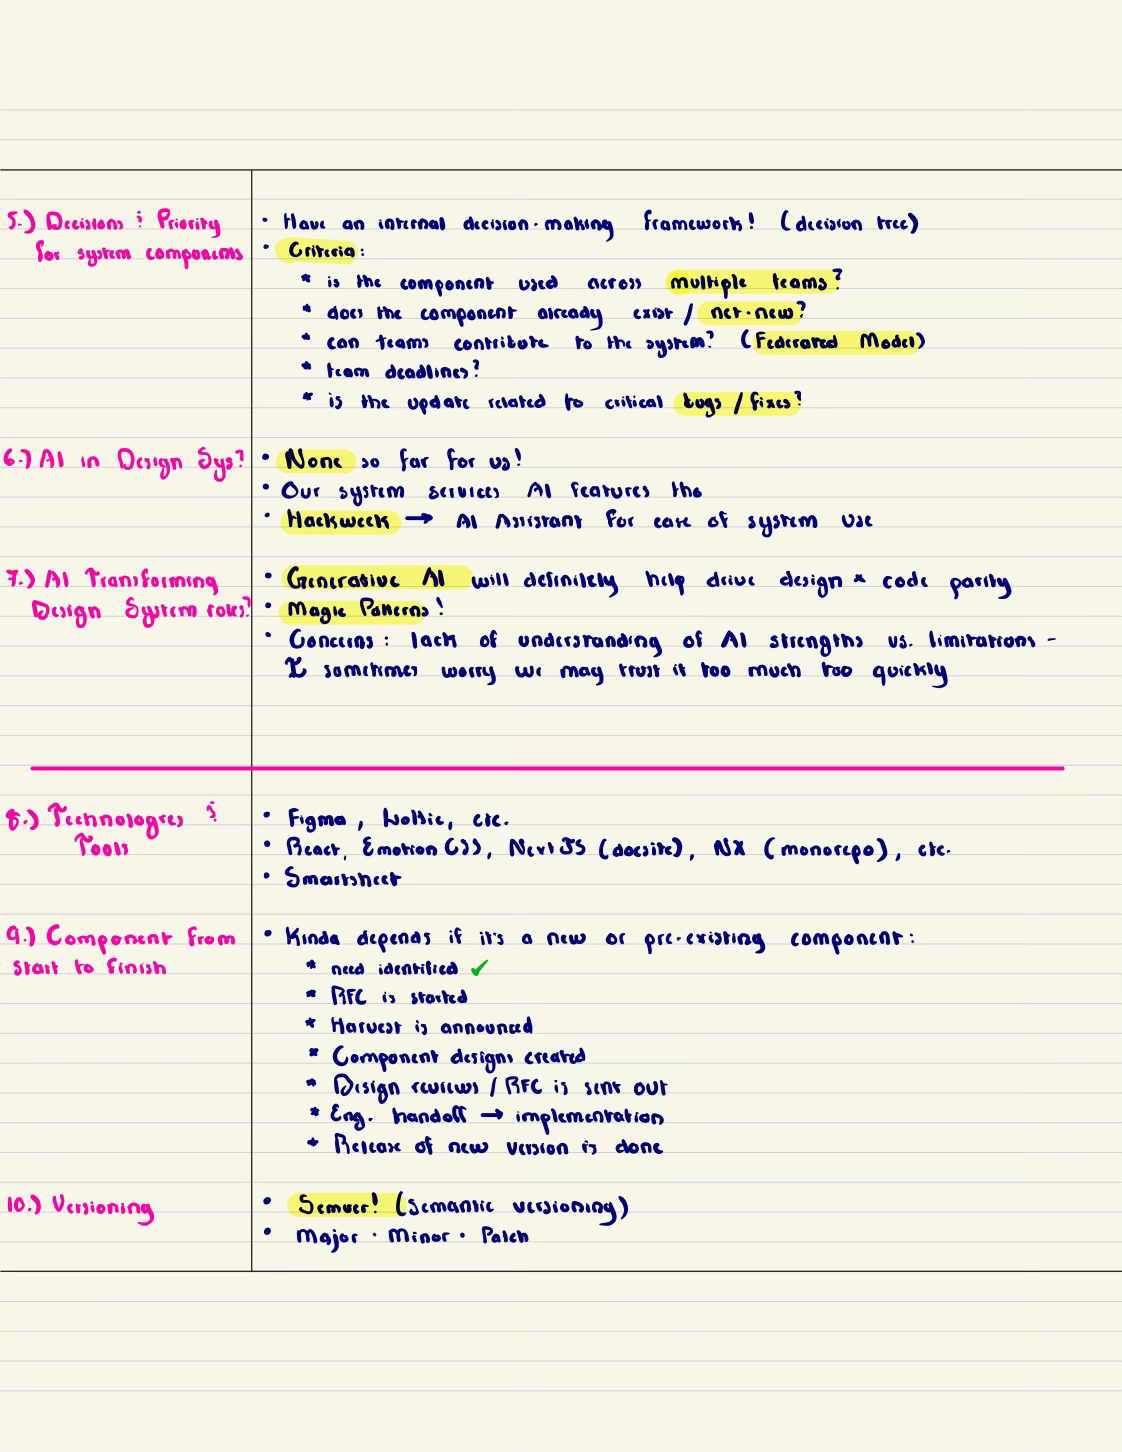 5.) Decisions & Priority
for system components
• Have an internal decision-making framework! (decision tree)
• Criteria:
* is the component used across multiple teams?
* does the component already exist / net-new?
* can teams contribute to the system? (Federated Model)
* team deadlines?
* is the update related to critical bugs / fixes?
6.) AI in Design Sys?
• None so far for us!
• Our system services AI features tho
• Hackweek → AI Assistant for ease of system use
7.) AI Transforming
Design System roles?
• Generative AI will definitely help drive design * code parity
• Magic Patterns!
• Concerns: lack of understanding of AI strengths vs. limitations -
I sometimes worry we may trust it too much too quickly
8.) Technologies &
Tools
• Figma, Lottie, etc.
• React, Emotion CSS, NextJS (docsite), NX (monorepo), etc.
• Smartsheet
9.) Component from
start to finish
• Kinda depends if it's a new or pre-existing component:
* need identified ✓
* RFC is started
* Harvest is announced
* Component designs created
* Design reviews / RFC is sent out
* Eng. handoff → implementation
* Release of new version is done
10.) Versioning
• Semver! (Semantic versioning)
• Major · Minor · Patch